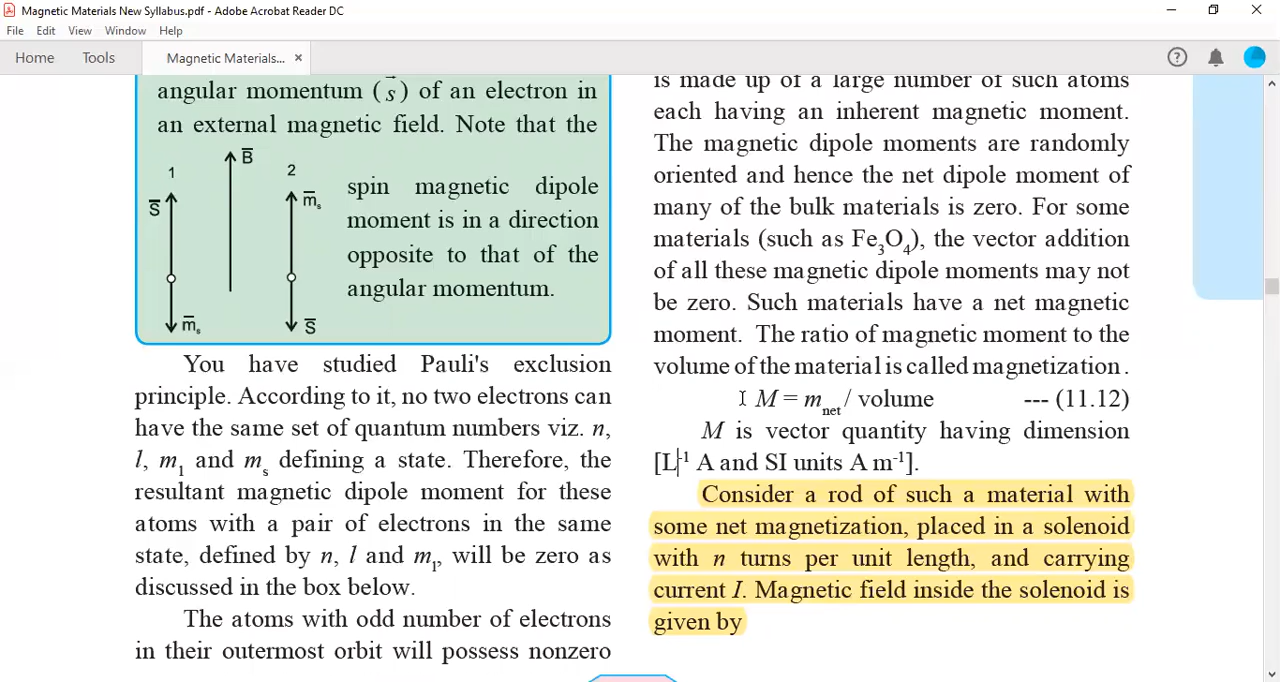 Magnetic Materials New Syllabus.pdf - Adobe Acrobat Reader DC
File Edit View Window Help
Home Tools Magnetic Materials... ×
angular momentum (s⃗) of an electron in
an external magnetic field. Note that the
B̅
1
2
S̅
m̅ₛ
m̅ₛ
S̅
spin magnetic dipole
moment is in a direction
opposite to that of the
angular momentum.
You have studied Pauli's exclusion
principle. According to it, no two electrons can
have the same set of quantum numbers viz. n,
l, mₗ and mₛ defining a state. Therefore, the
resultant magnetic dipole moment for these
atoms with a pair of electrons in the same
state, defined by n, l and mₗ, will be zero as
discussed in the box below.
The atoms with odd number of electrons
in their outermost orbit will possess nonzero
is made up of a large number of such atoms
each having an inherent magnetic moment.
The magnetic dipole moments are randomly
oriented and hence the net dipole moment of
many of the bulk materials is zero. For some
materials (such as Fe₃O₄), the vector addition
of all these magnetic dipole moments may not
be zero. Such materials have a net magnetic
moment. The ratio of magnetic moment to the
volume of the material is called magnetization.
M = m_net / volume --- (11.12)
M is vector quantity having dimension
[L⁻¹ A and SI units A m⁻¹].
Consider a rod of such a material with
some net magnetization, placed in a solenoid
with n turns per unit length, and carrying
current I. Magnetic field inside the solenoid is
given by